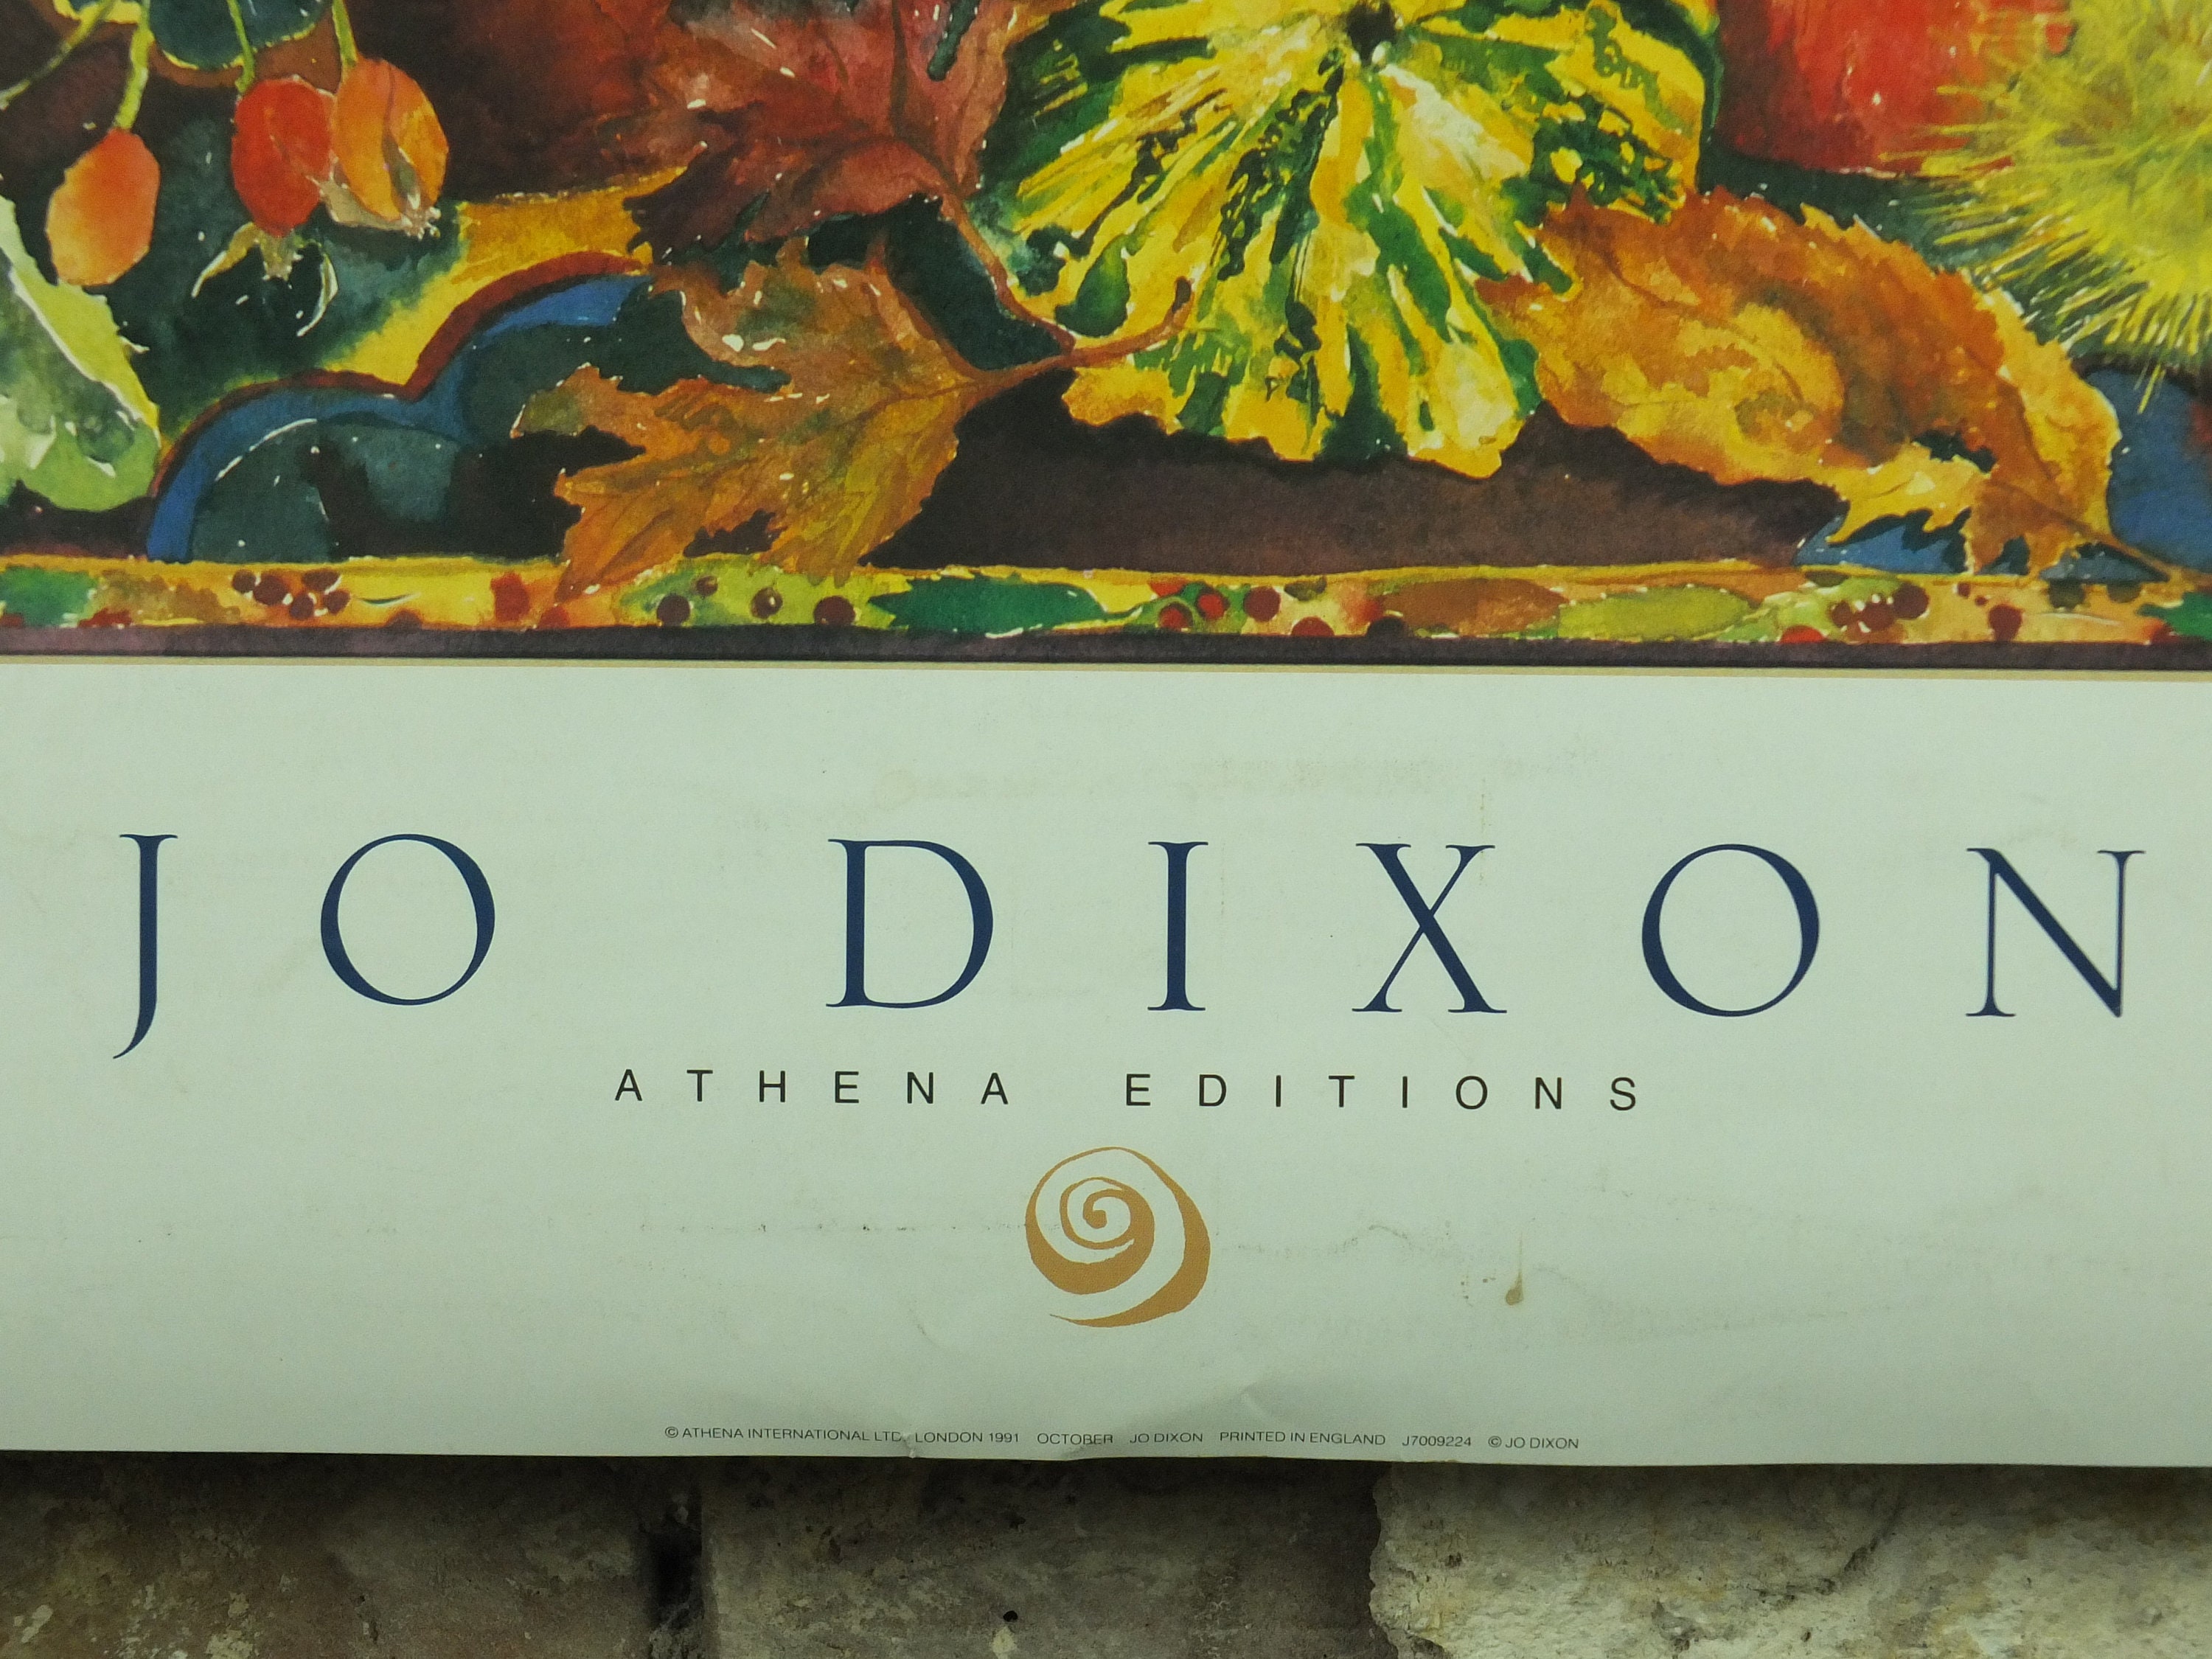 JO DIXON
ATHENA EDITIONS
© ATHENA INTERNATIONAL LTD. LONDON 1991 OCTOBER JO DIXON PRINTED IN ENGLAND J7009224 © JO DIXON